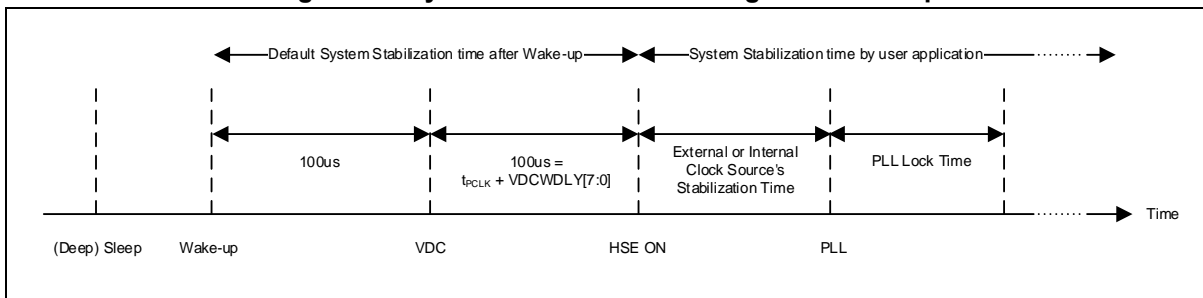 Default System Stabilization time after Wake-up
System Stabilization time by user application
100us
100us =
tPCLK + VDCWDLY[7:0]
External or Internal
Clock Source's
Stabilization Time
PLL Lock Time
Time
(Deep) Sleep
Wake-up
VDC
HSE ON
PLL